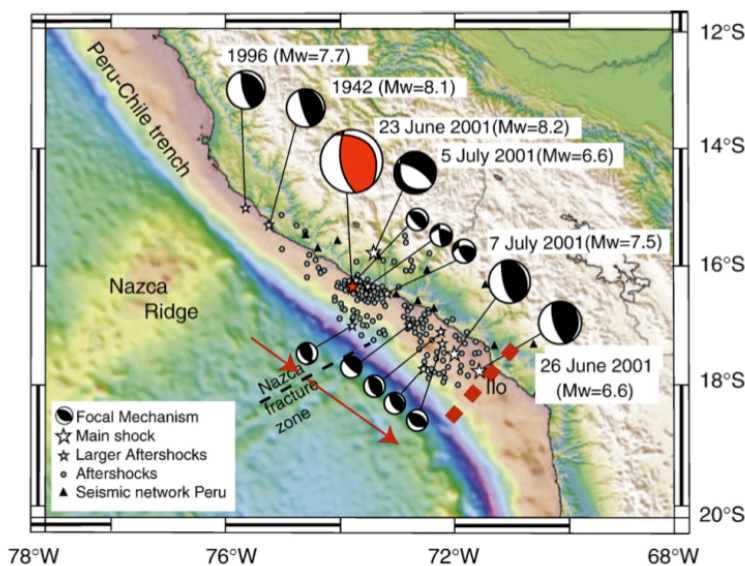 12°S
1996 (Mw=7.7)
1942 (Mw=8.1)
Peru-Chile trench
23 June 2001(Mw=8.2)
5 July 2001(Mw=6.6)
14°S
7 July 2001(Mw=7.5)
16°S
Nazca
Ridge
26 June 2001
(Mw=6.6)
Nazca
fracture
zone
Ilo
18°S
Focal Mechanism
Main shock
Larger Aftershocks
Aftershocks
Seismic network Peru
20°S
78°W
76°W
72°W
68°W